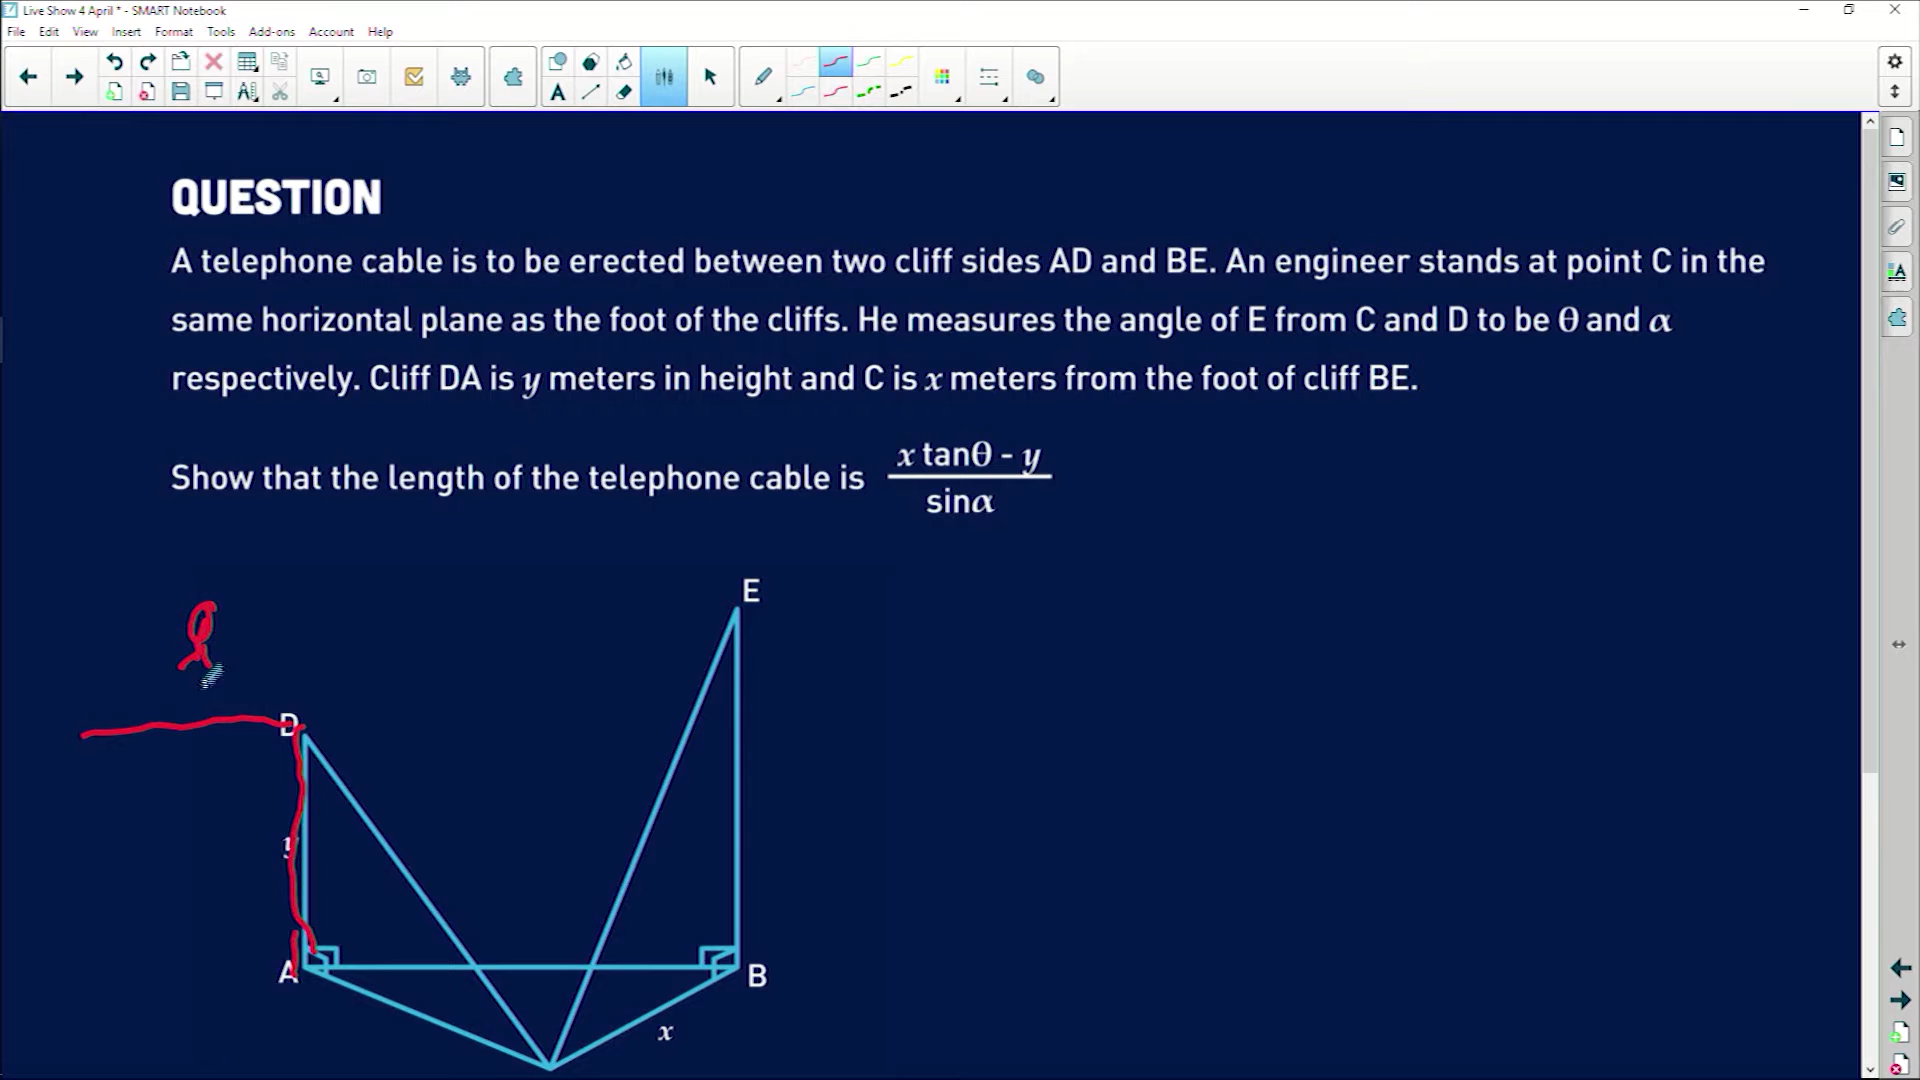 Live Show 4 April * - SMART Notebook
File Edit View Insert Format Tools Add-ons Account Help
QUESTION
A telephone cable is to be erected between two cliff sides AD and BE. An engineer stands at point C in the
same horizontal plane as the foot of the cliffs. He measures the angle of E from C and D to be θ and α
respectively. Cliff DA is y meters in height and C is x meters from the foot of cliff BE.
Show that the length of the telephone cable is x tanθ - y
sinα
E
D
y
A
B
x